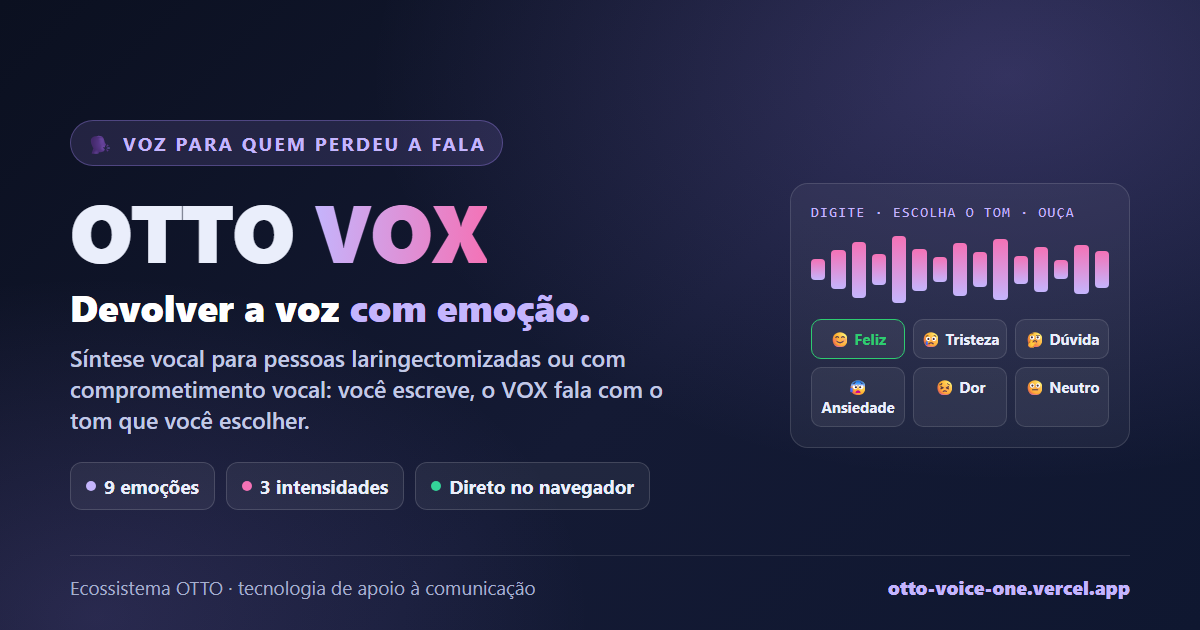 VOZ PARA QUEM PERDEU A FALA
OTTO VOX
Devolver a voz com emoção.
Síntese vocal para pessoas laringectomizadas ou com
comprometimento vocal: você escreve, o VOX fala com o
tom que você escolher.
9 emoções
3 intensidades
Direto no navegador
DIGITE · ESCOLHA O TOM · OUÇA
Feliz
Tristeza
Dúvida
Ansiedade
Dor
Neutro
Ecossistema OTTO · tecnologia de apoio à comunicação
otto-voice-one.vercel.app